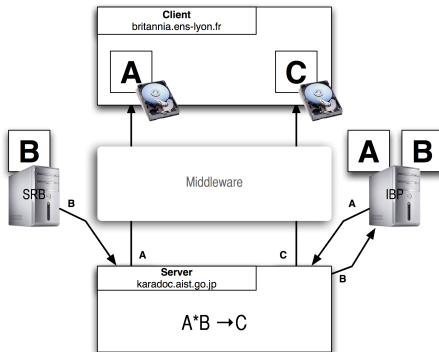 Client
britannia.ens-lyon.fr
A
C
B
A B
SRB
Middleware
IBP
B
A
A
C
B
Server
karadoc.aist.go.jp
A*B →C